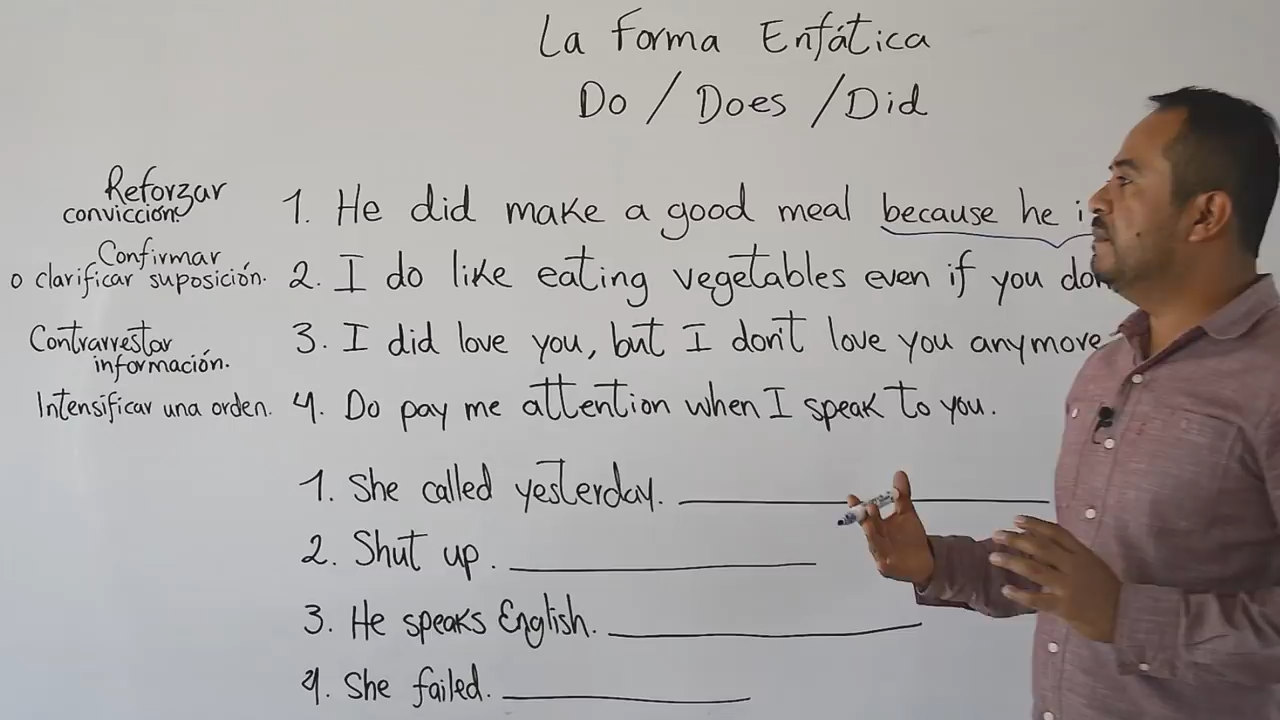 La Forma Enfática
Do / Does / Did
Reforzar
convicción.
1. He did make a good meal because he
Confirmar
o clarificar suposición.
2. I do like eating vegetables even if you
Contrarrestar
información.
3. I did love you, but I don't love you anymore
Intensificar una orden.
4. Do pay me attention when I speak to you.
1. She called yesterday.
2. Shut up.
3. He speaks English.
4. She failed.